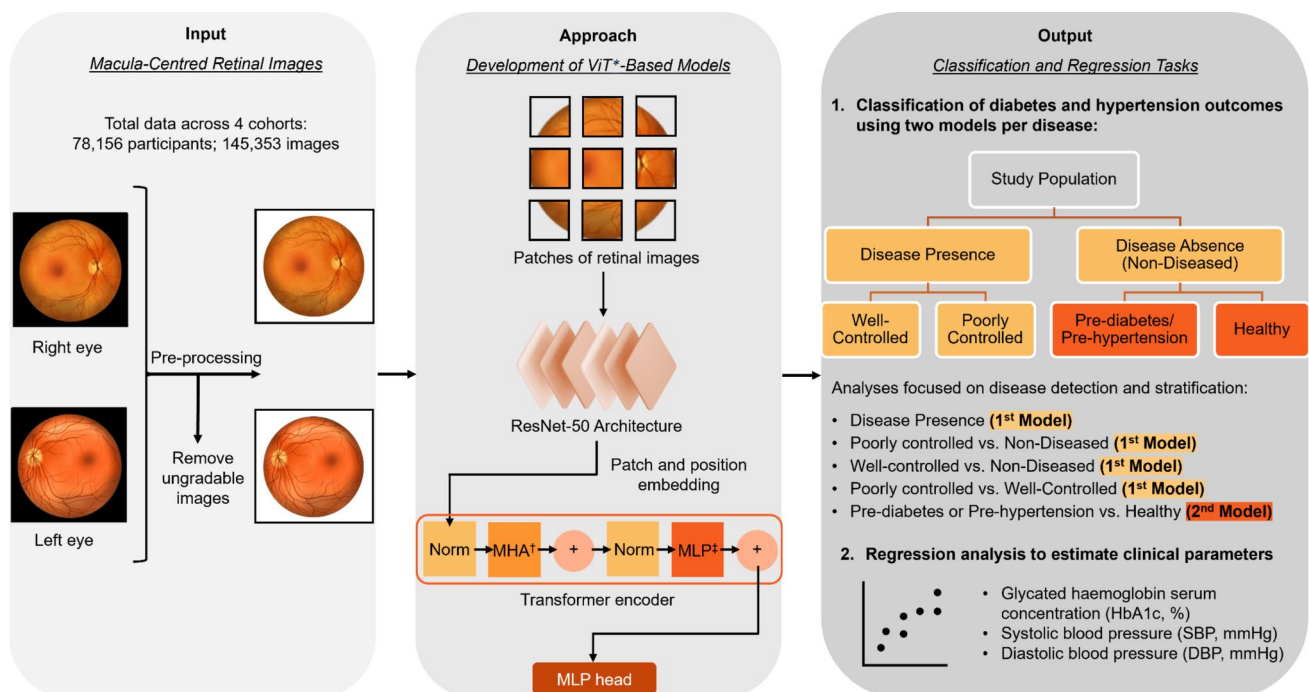 Input
Macula-Centred Retinal Images
Total data across 4 cohorts:
78,156 participants; 145,353 images
Right eye
Pre-processing
Remove
ungradable
images
Left eye
Approach
Development of ViT*-Based Models
Patches of retinal images
ResNet-50 Architecture
Patch and position
embedding
Norm
MHA†
+
Norm
MLP‡
+
Transformer encoder
MLP head
Output
Classification and Regression Tasks
1. Classification of diabetes and hypertension outcomes
using two models per disease:
Study Population
Disease Presence
Disease Absence
(Non-Diseased)
Well-
Controlled
Poorly
Controlled
Pre-diabetes/
Pre-hypertension
Healthy
Analyses focused on disease detection and stratification:
• Disease Presence (1st Model)
• Poorly controlled vs. Non-Diseased (1st Model)
• Well-controlled vs. Non-Diseased (1st Model)
• Poorly controlled vs. Well-Controlled (1st Model)
• Pre-diabetes or Pre-hypertension vs. Healthy (2nd Model)
2. Regression analysis to estimate clinical parameters
• Glycated haemoglobin serum
concentration (HbA1c, %)
• Systolic blood pressure (SBP, mmHg)
• Diastolic blood pressure (DBP, mmHg)